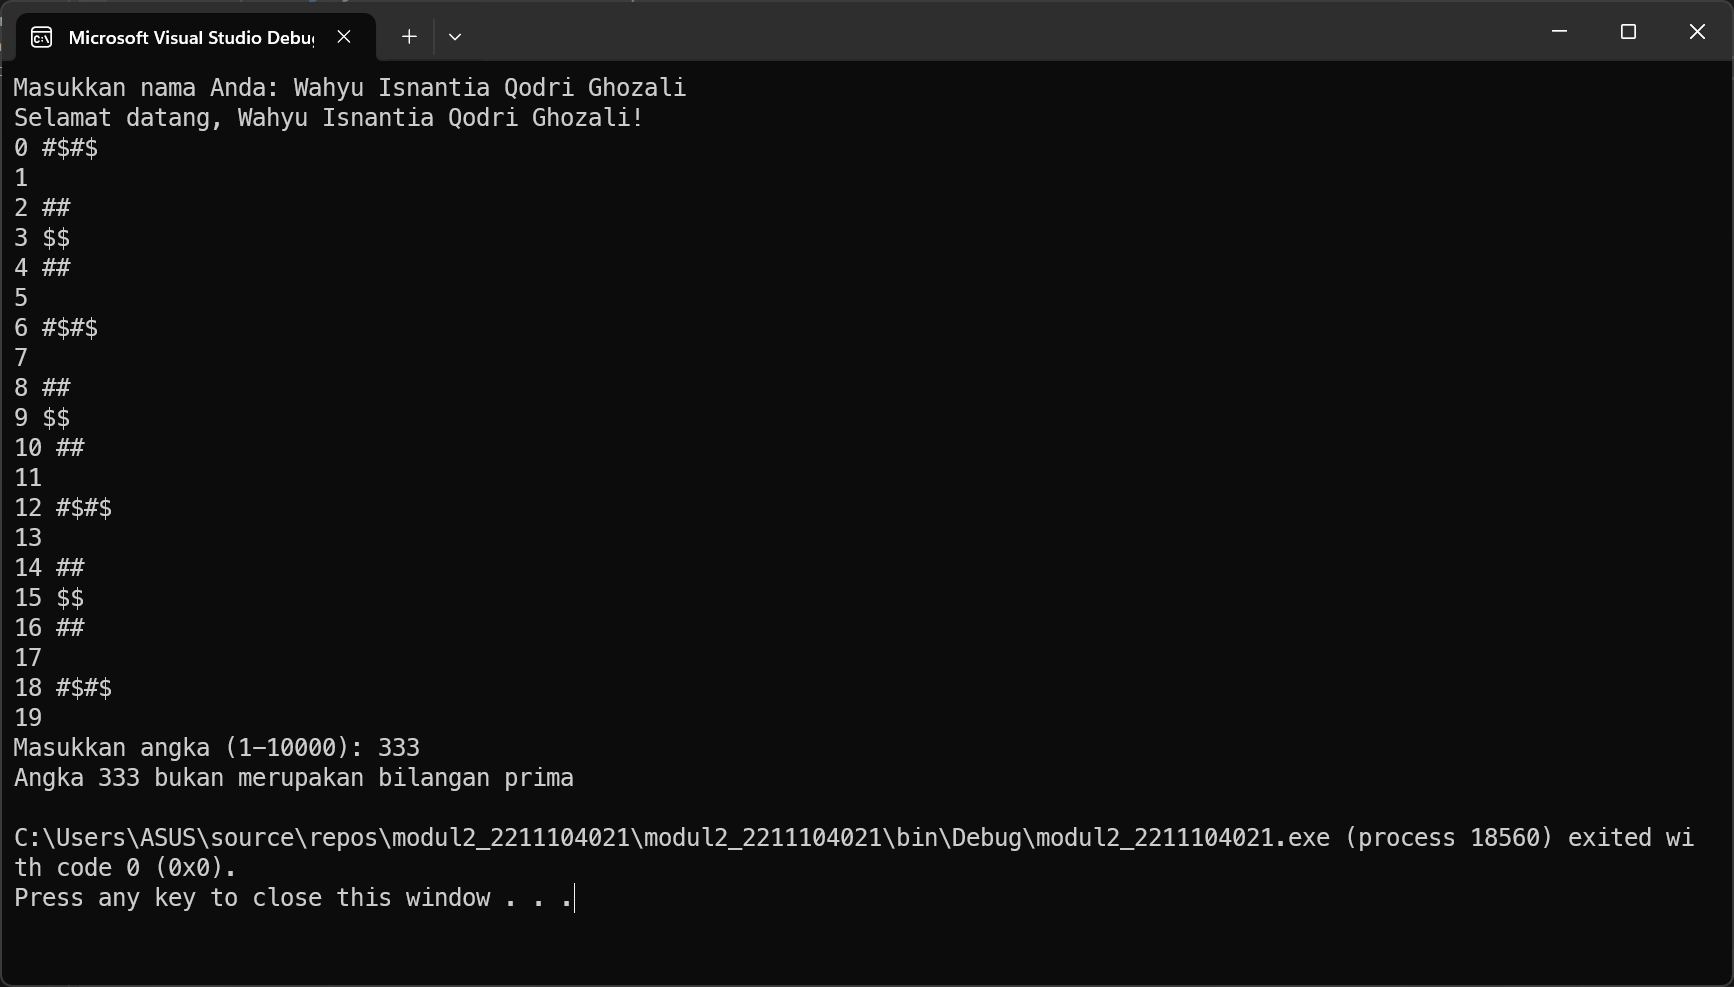 Microsoft Visual Studio Debu
Masukkan nama Anda: Wahyu Isnantia Qodri Ghozali
Selamat datang, Wahyu Isnantia Qodri Ghozali!
0 #$#$
1
2 ##
3 $$
4 ##
5
6 #$#$
7
8 ##
9 $$
10 ##
11
12 #$#$
13
14 ##
15 $$
16 ##
17
18 #$#$
19
Masukkan angka (1-10000): 333
Angka 333 bukan merupakan bilangan prima
C:\Users\ASUS\source\repos\modul2_2211104021\modul2_2211104021\bin\Debug\modul2_2211104021.exe (process 18560) exited wi
th code 0 (0x0).
Press any key to close this window . . .